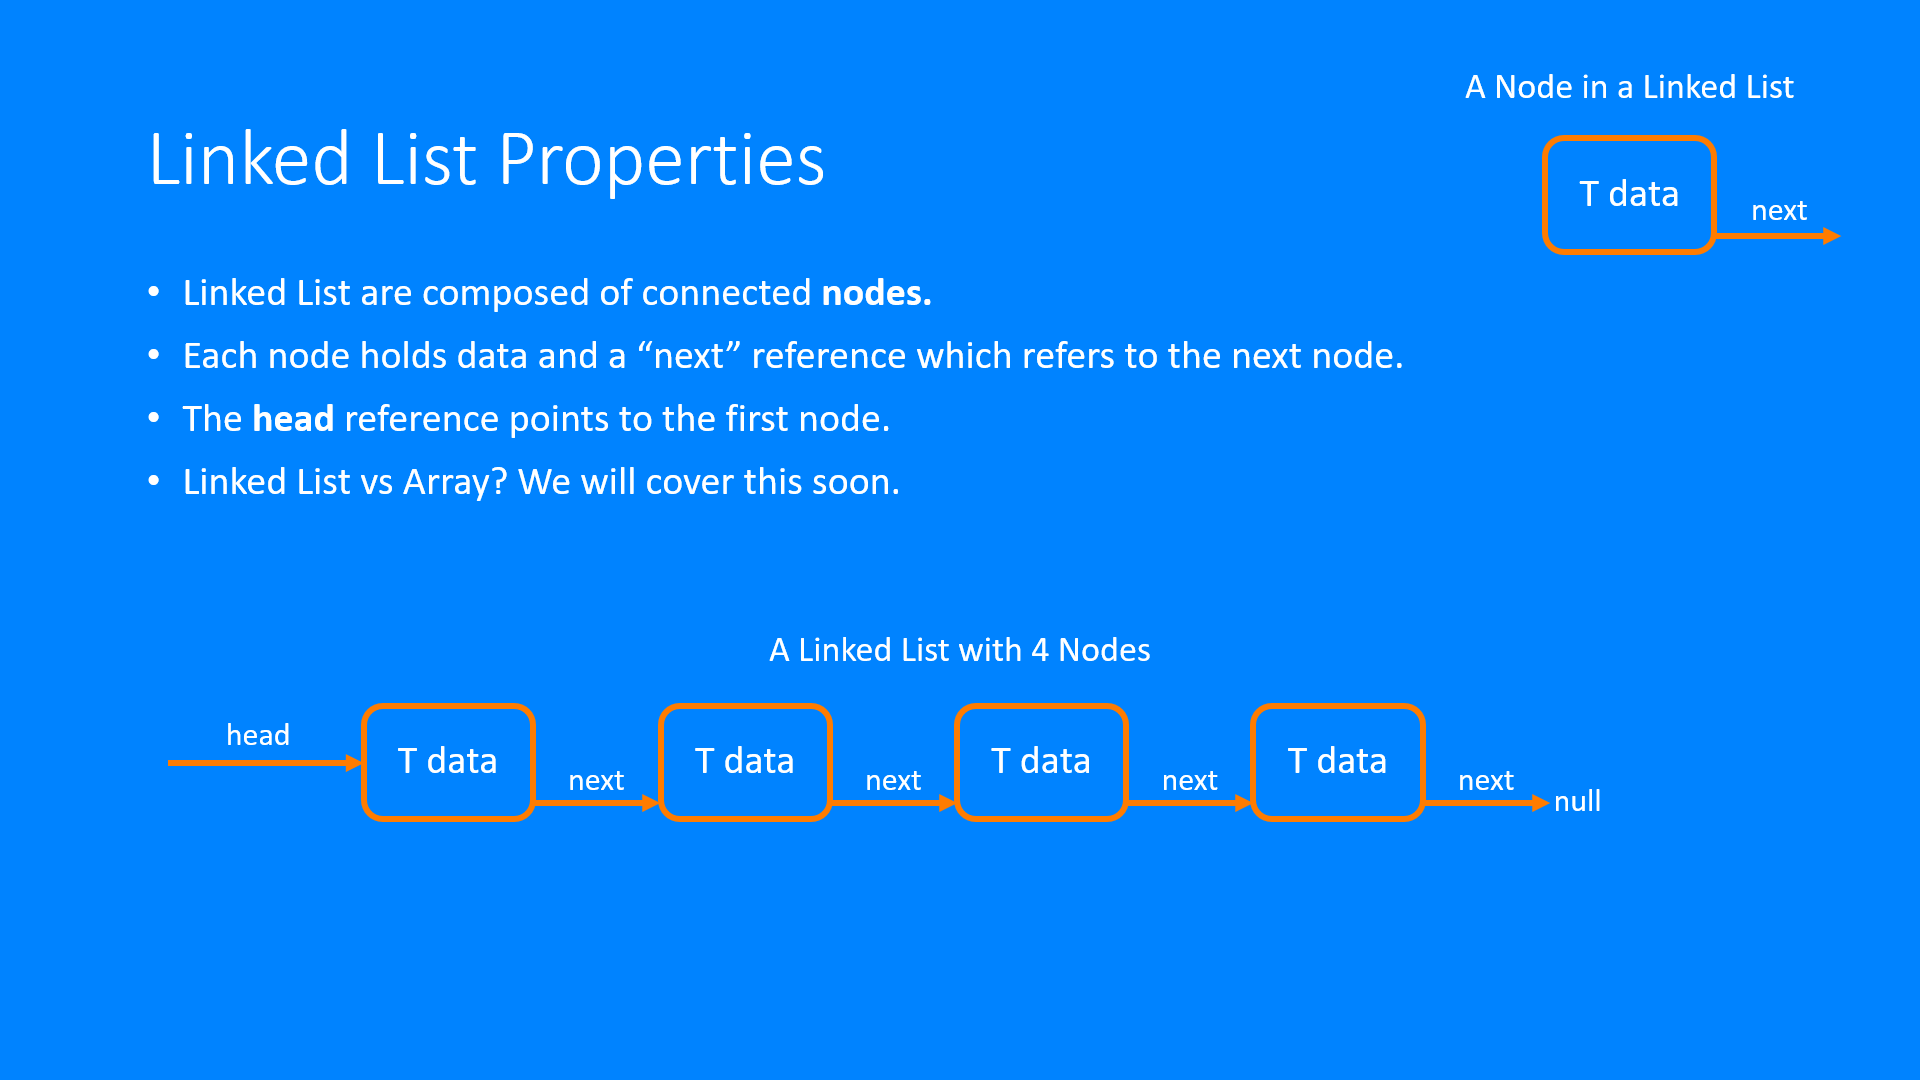 A Node in a Linked List
Linked List Properties
T data
next
• Linked List are composed of connected nodes.
• Each node holds data and a “next” reference which refers to the next node.
• The head reference points to the first node.
• Linked List vs Array? We will cover this soon.
A Linked List with 4 Nodes
head
T data
next
T data
next
T data
next
T data
next
null